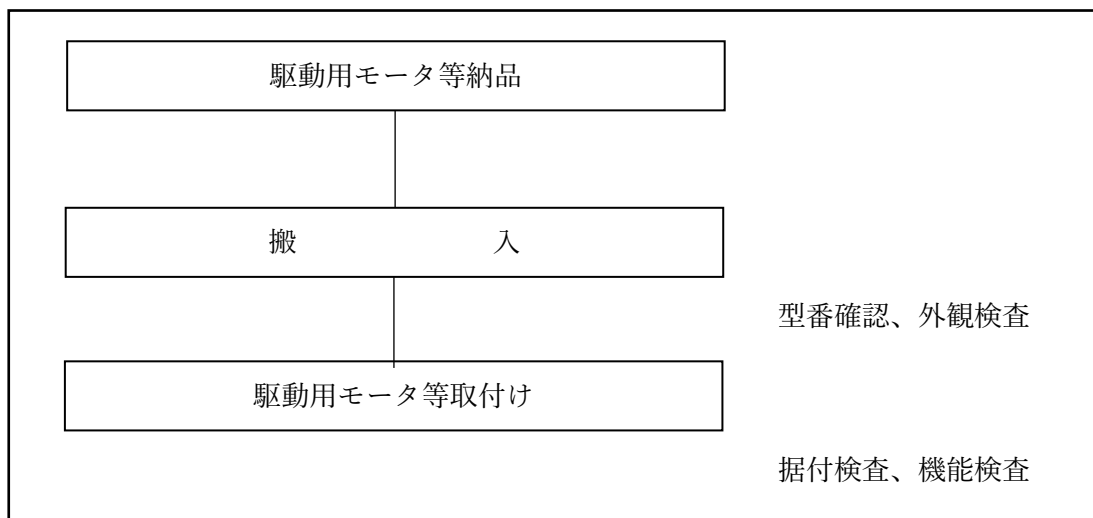 駆動用モータ等納品
搬　　　　　　　入
型番確認、外観検査
駆動用モータ等取付け
据付検査、機能検査